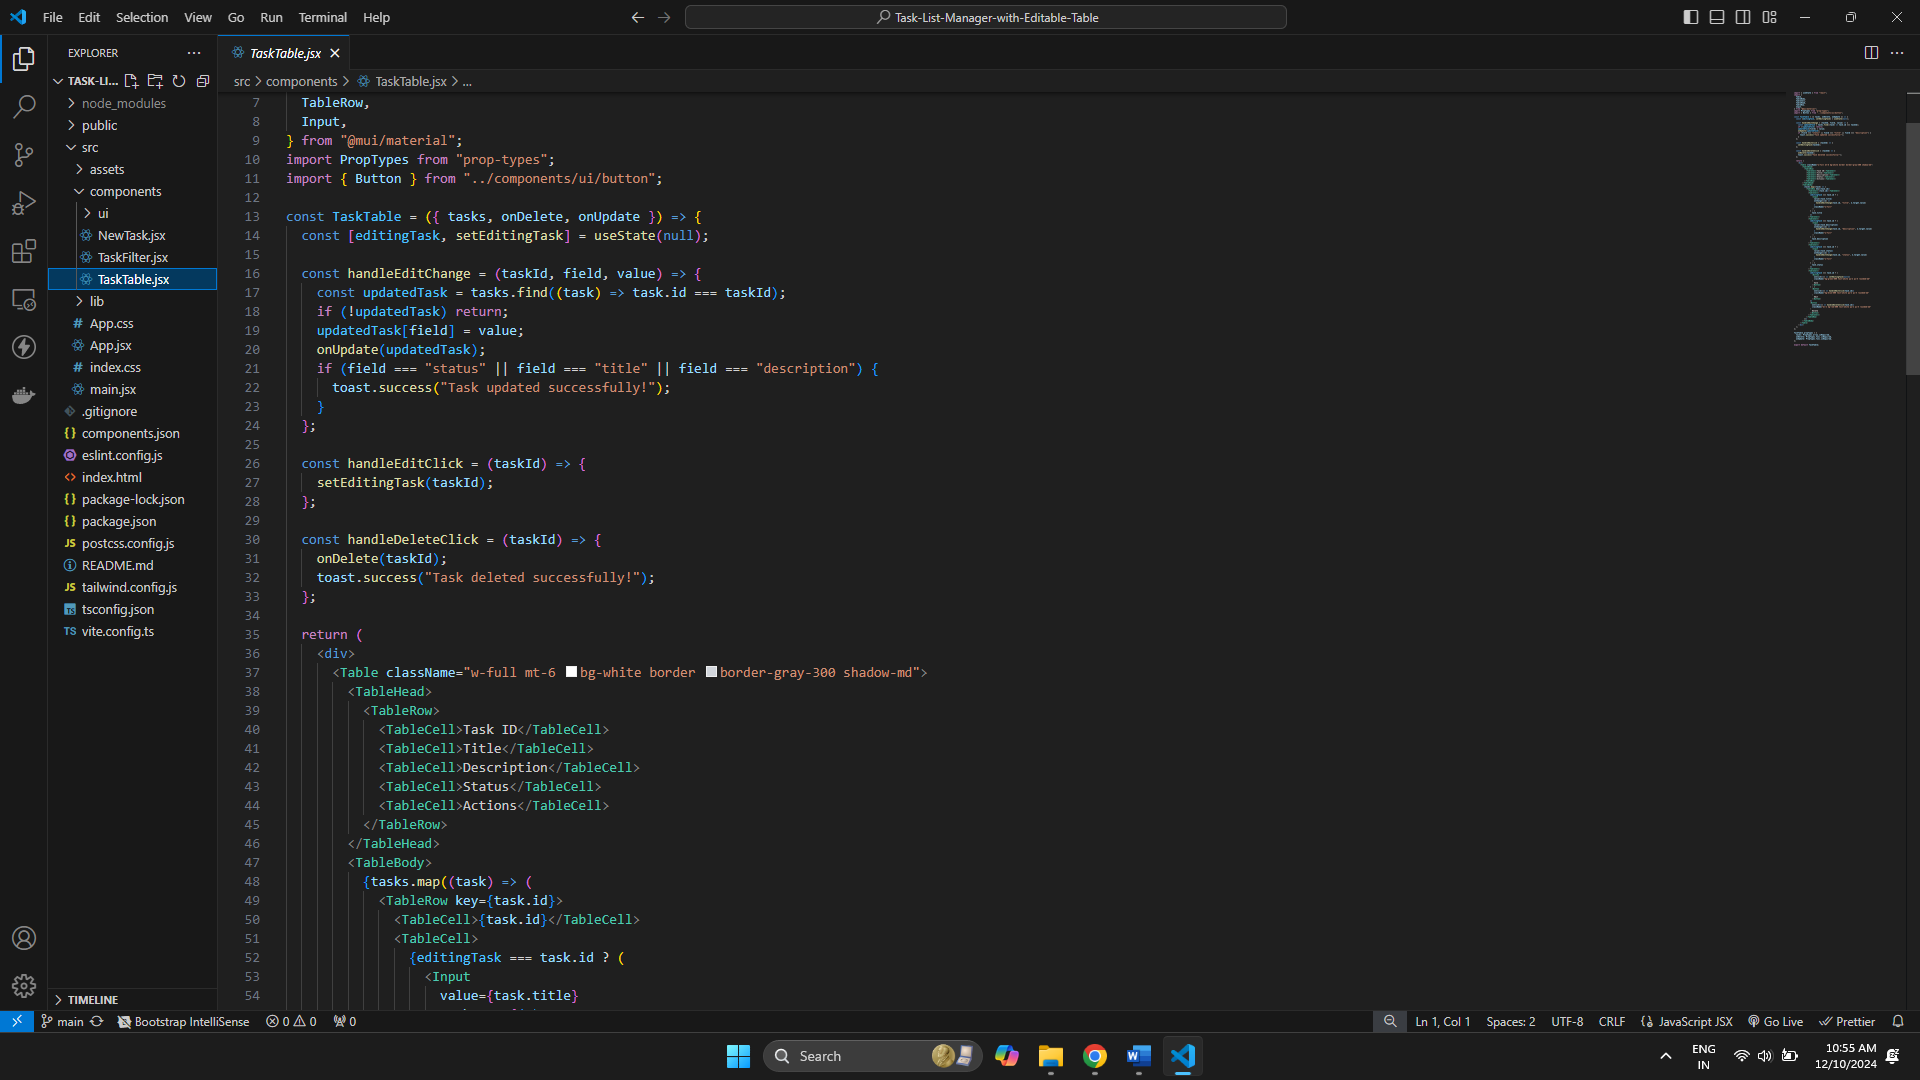 File Edit Selection View Go Run Terminal Help
Task-List-Manager-with-Editable-Table
EXPLORER
TASK-LI...
node_modules
public
src
assets
components
ui
NewTask.jsx
TaskFilter.jsx
TaskTable.jsx
lib
App.css
App.jsx
index.css
main.jsx
.gitignore
components.json
eslint.config.js
index.html
package-lock.json
package.json
postcss.config.js
README.md
tailwind.config.js
tsconfig.json
vite.config.ts
TIMELINE
TaskTable.jsx
src > components > TaskTable.jsx > ...
7 TableRow,
8 Input,
9 } from "@mui/material";
10 import PropTypes from "prop-types";
11 import { Button } from "../components/ui/button";
12
13 const TaskTable = ({ tasks, onDelete, onUpdate }) => {
14 const [editingTask, setEditingTask] = useState(null);
15
16 const handleEditChange = (taskId, field, value) => {
17 const updatedTask = tasks.find((task) => task.id === taskId);
18 if (!updatedTask) return;
19 updatedTask[field] = value;
20 onUpdate(updatedTask);
21 if (field === "status" || field === "title" || field === "description") {
22 toast.success("Task updated successfully!");
23 }
24 };
25
26 const handleEditClick = (taskId) => {
27 setEditingTask(taskId);
28 };
29
30 const handleDeleteClick = (taskId) => {
31 onDelete(taskId);
32 toast.success("Task deleted successfully!");
33 };
34
35 return (
36 <div>
37 <Table className="w-full mt-6 bg-white border border-gray-300 shadow-md">
38 <TableHead>
39 <TableRow>
40 <TableCell>Task ID</TableCell>
41 <TableCell>Title</TableCell>
42 <TableCell>Description</TableCell>
43 <TableCell>Status</TableCell>
44 <TableCell>Actions</TableCell>
45 </TableRow>
46 </TableHead>
47 <TableBody>
48 {tasks.map((task) => (
49 <TableRow key={task.id}>
50 <TableCell>{task.id}</TableCell>
51 <TableCell>
52 {editingTask === task.id ? (
53 <Input
54 value={task.title}
main Bootstrap IntelliSense 0 0 0
Ln 1, Col 1 Spaces: 2 UTF-8 CRLF JavaScript JSX Go Live Prettier
Search
ENG
IN
10:55 AM
12/10/2024